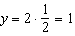 y = 2 · 1/2 = 1